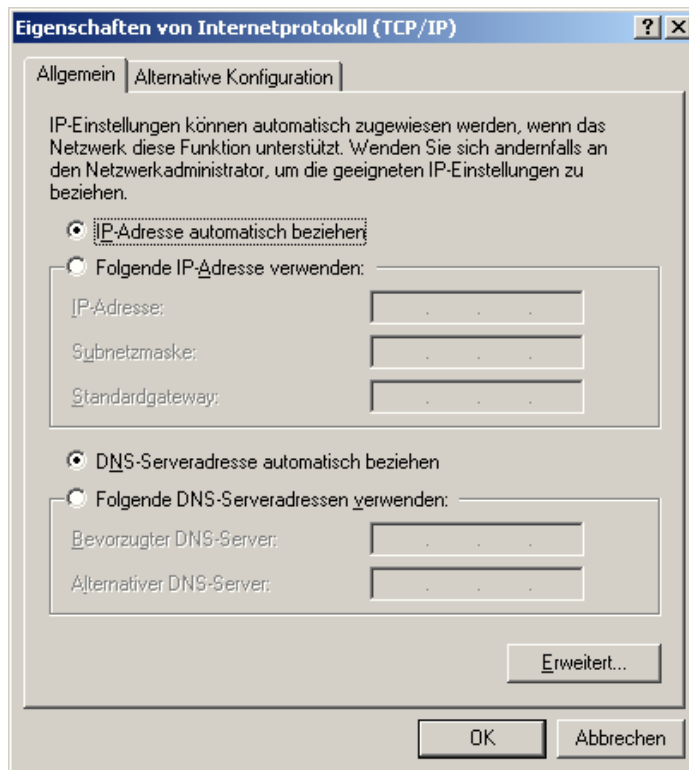 Eigenschaften von Internetprotokoll (TCP/IP)
Allgemein
Alternative Konfiguration
IP-Einstellungen können automatisch zugewiesen werden, wenn das
Netzwerk diese Funktion unterstützt. Wenden Sie sich andernfalls an
den Netzwerkadministrator, um die geeigneten IP-Einstellungen zu
beziehen.
IP-Adresse automatisch beziehen
Folgende IP-Adresse verwenden:
IP-Adresse:
Subnetzmaske:
Standardgateway:
DNS-Serveradresse automatisch beziehen
Folgende DNS-Serveradressen verwenden:
Bevorzugter DNS-Server:
Alternativer DNS-Server:
Erweitert...
OK
Abbrechen